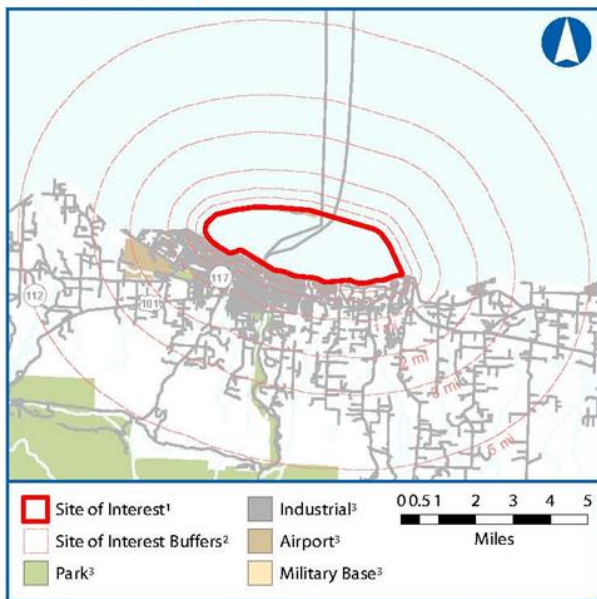 117
112
101
1 mi
2 mi
3 mi
5 mi
Site of Interest¹
Site of Interest Buffers²
Park³
Industrial³
Airport³
Military Base³
0 0.5 1 2 3 4 5
Miles